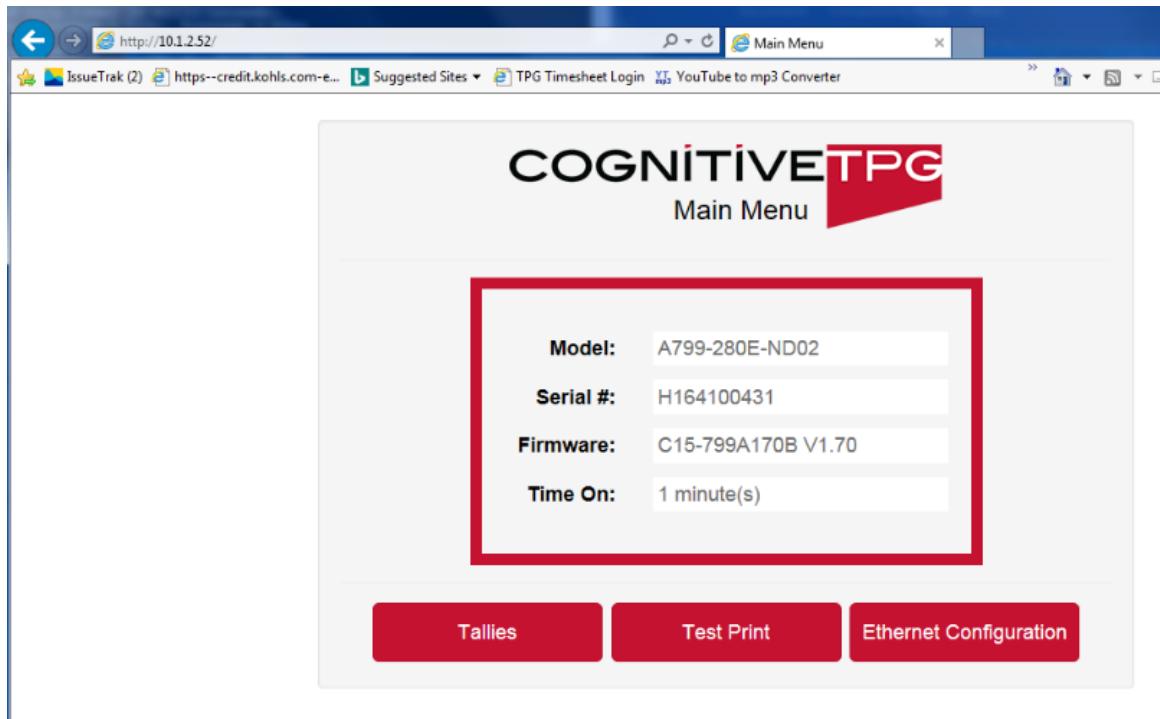 http://10.1.2.52/ Main Menu
IssueTrak (2) https--credit.kohls.com-e... Suggested Sites TPG Timesheet Login YouTube to mp3 Converter
COGNITIVETPG
Main Menu
Model: A799-280E-ND02
Serial #: H164100431
Firmware: C15-799A170B V1.70
Time On: 1 minute(s)
Tallies Test Print Ethernet Configuration